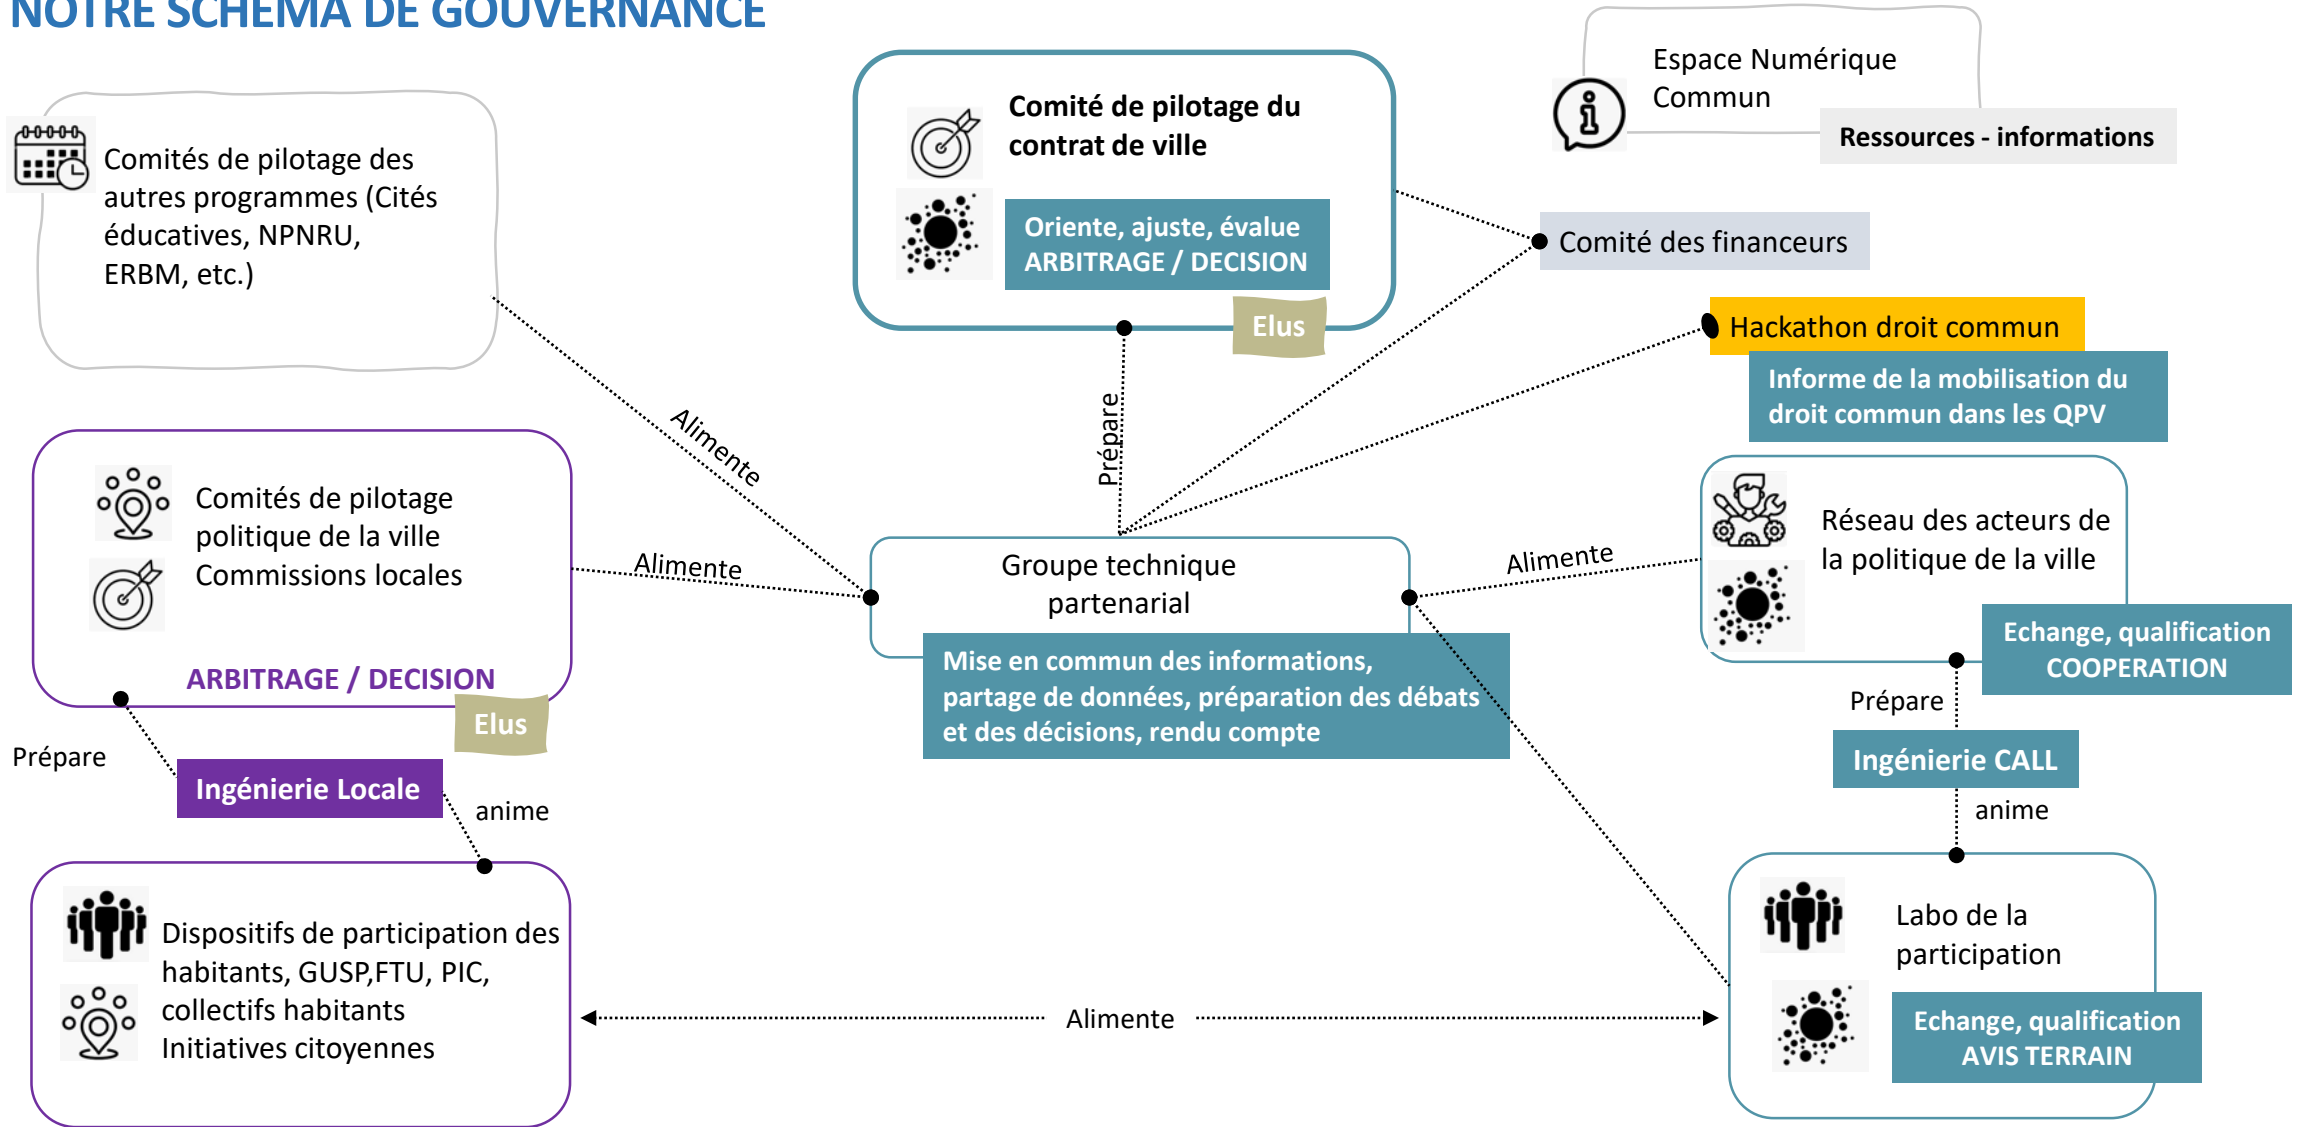 NOTRE SCHEMA DE GOUVERNANCE
Comités de pilotage des
autres programmes (Cités
éducatives, NPNRU,
ERBM, etc.)
Comité de pilotage du
contrat de ville
Oriente, ajuste, évalue
ARBITRAGE / DECISION
Elus
Espace Numérique
Commun
Ressources - informations
Comité des financeurs
Hackathon droit commun
Informe de la mobilisation du
droit commun dans les QPV
Alimente
Prépare
Comités de pilotage
politique de la ville
Commissions locales
ARBITRAGE / DECISION
Elus
Alimente
Groupe technique
partenarial
Mise en commun des informations,
partage de données, préparation des débats
et des décisions, rendu compte
Alimente
Réseau des acteurs de
la politique de la ville
Echange, qualification
COOPERATION
Prépare
Ingénierie Locale
anime
Prépare
Ingénierie CALL
anime
Dispositifs de participation des
habitants, GUSP,FTU, PIC,
collectifs habitants
Initiatives citoyennes
Alimente
Labo de la
participation
Echange, qualification
AVIS TERRAIN